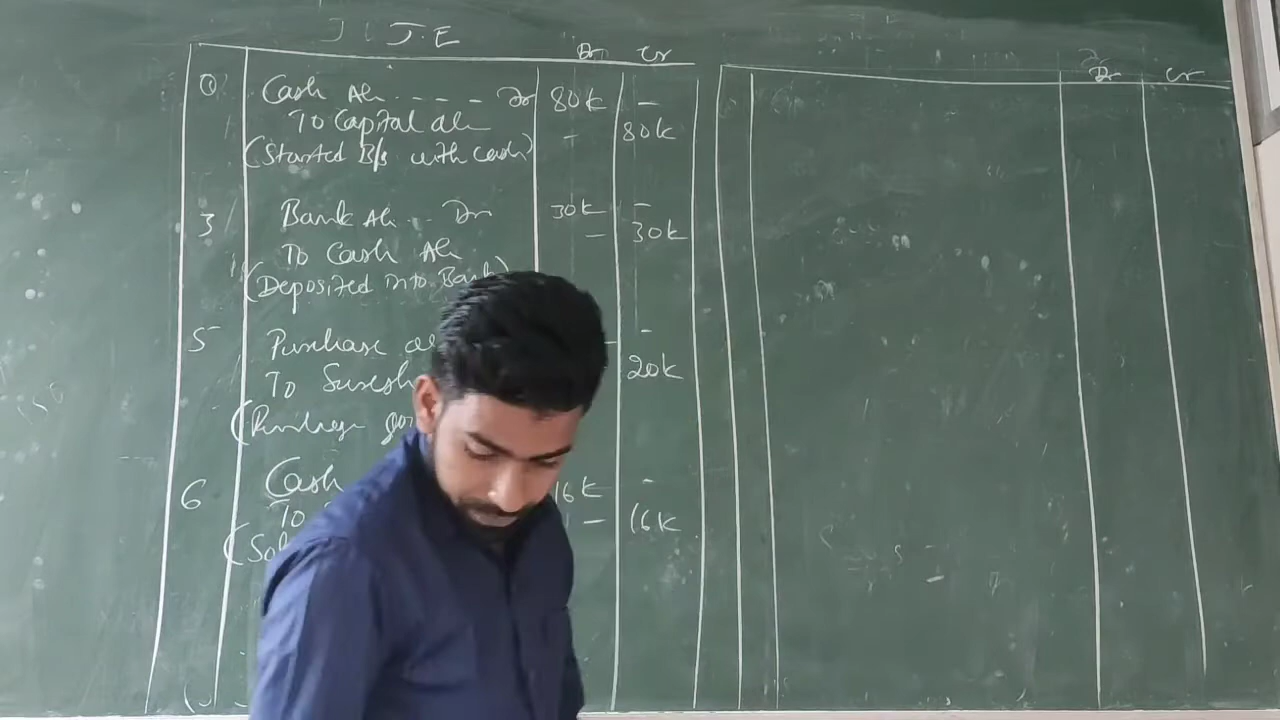 J.E
Dr Cr
Cash A/c .... Dr 80k -
To Capital a/c - 80k
(Started B/s with cash)
3 Bank A/c .. Dr 30k -
To Cash A/c - 30k
(Deposited into Bank)
5 Purchase -
To Suresh 20k
6 Cash 16k -
To - 16k
Dr Cr